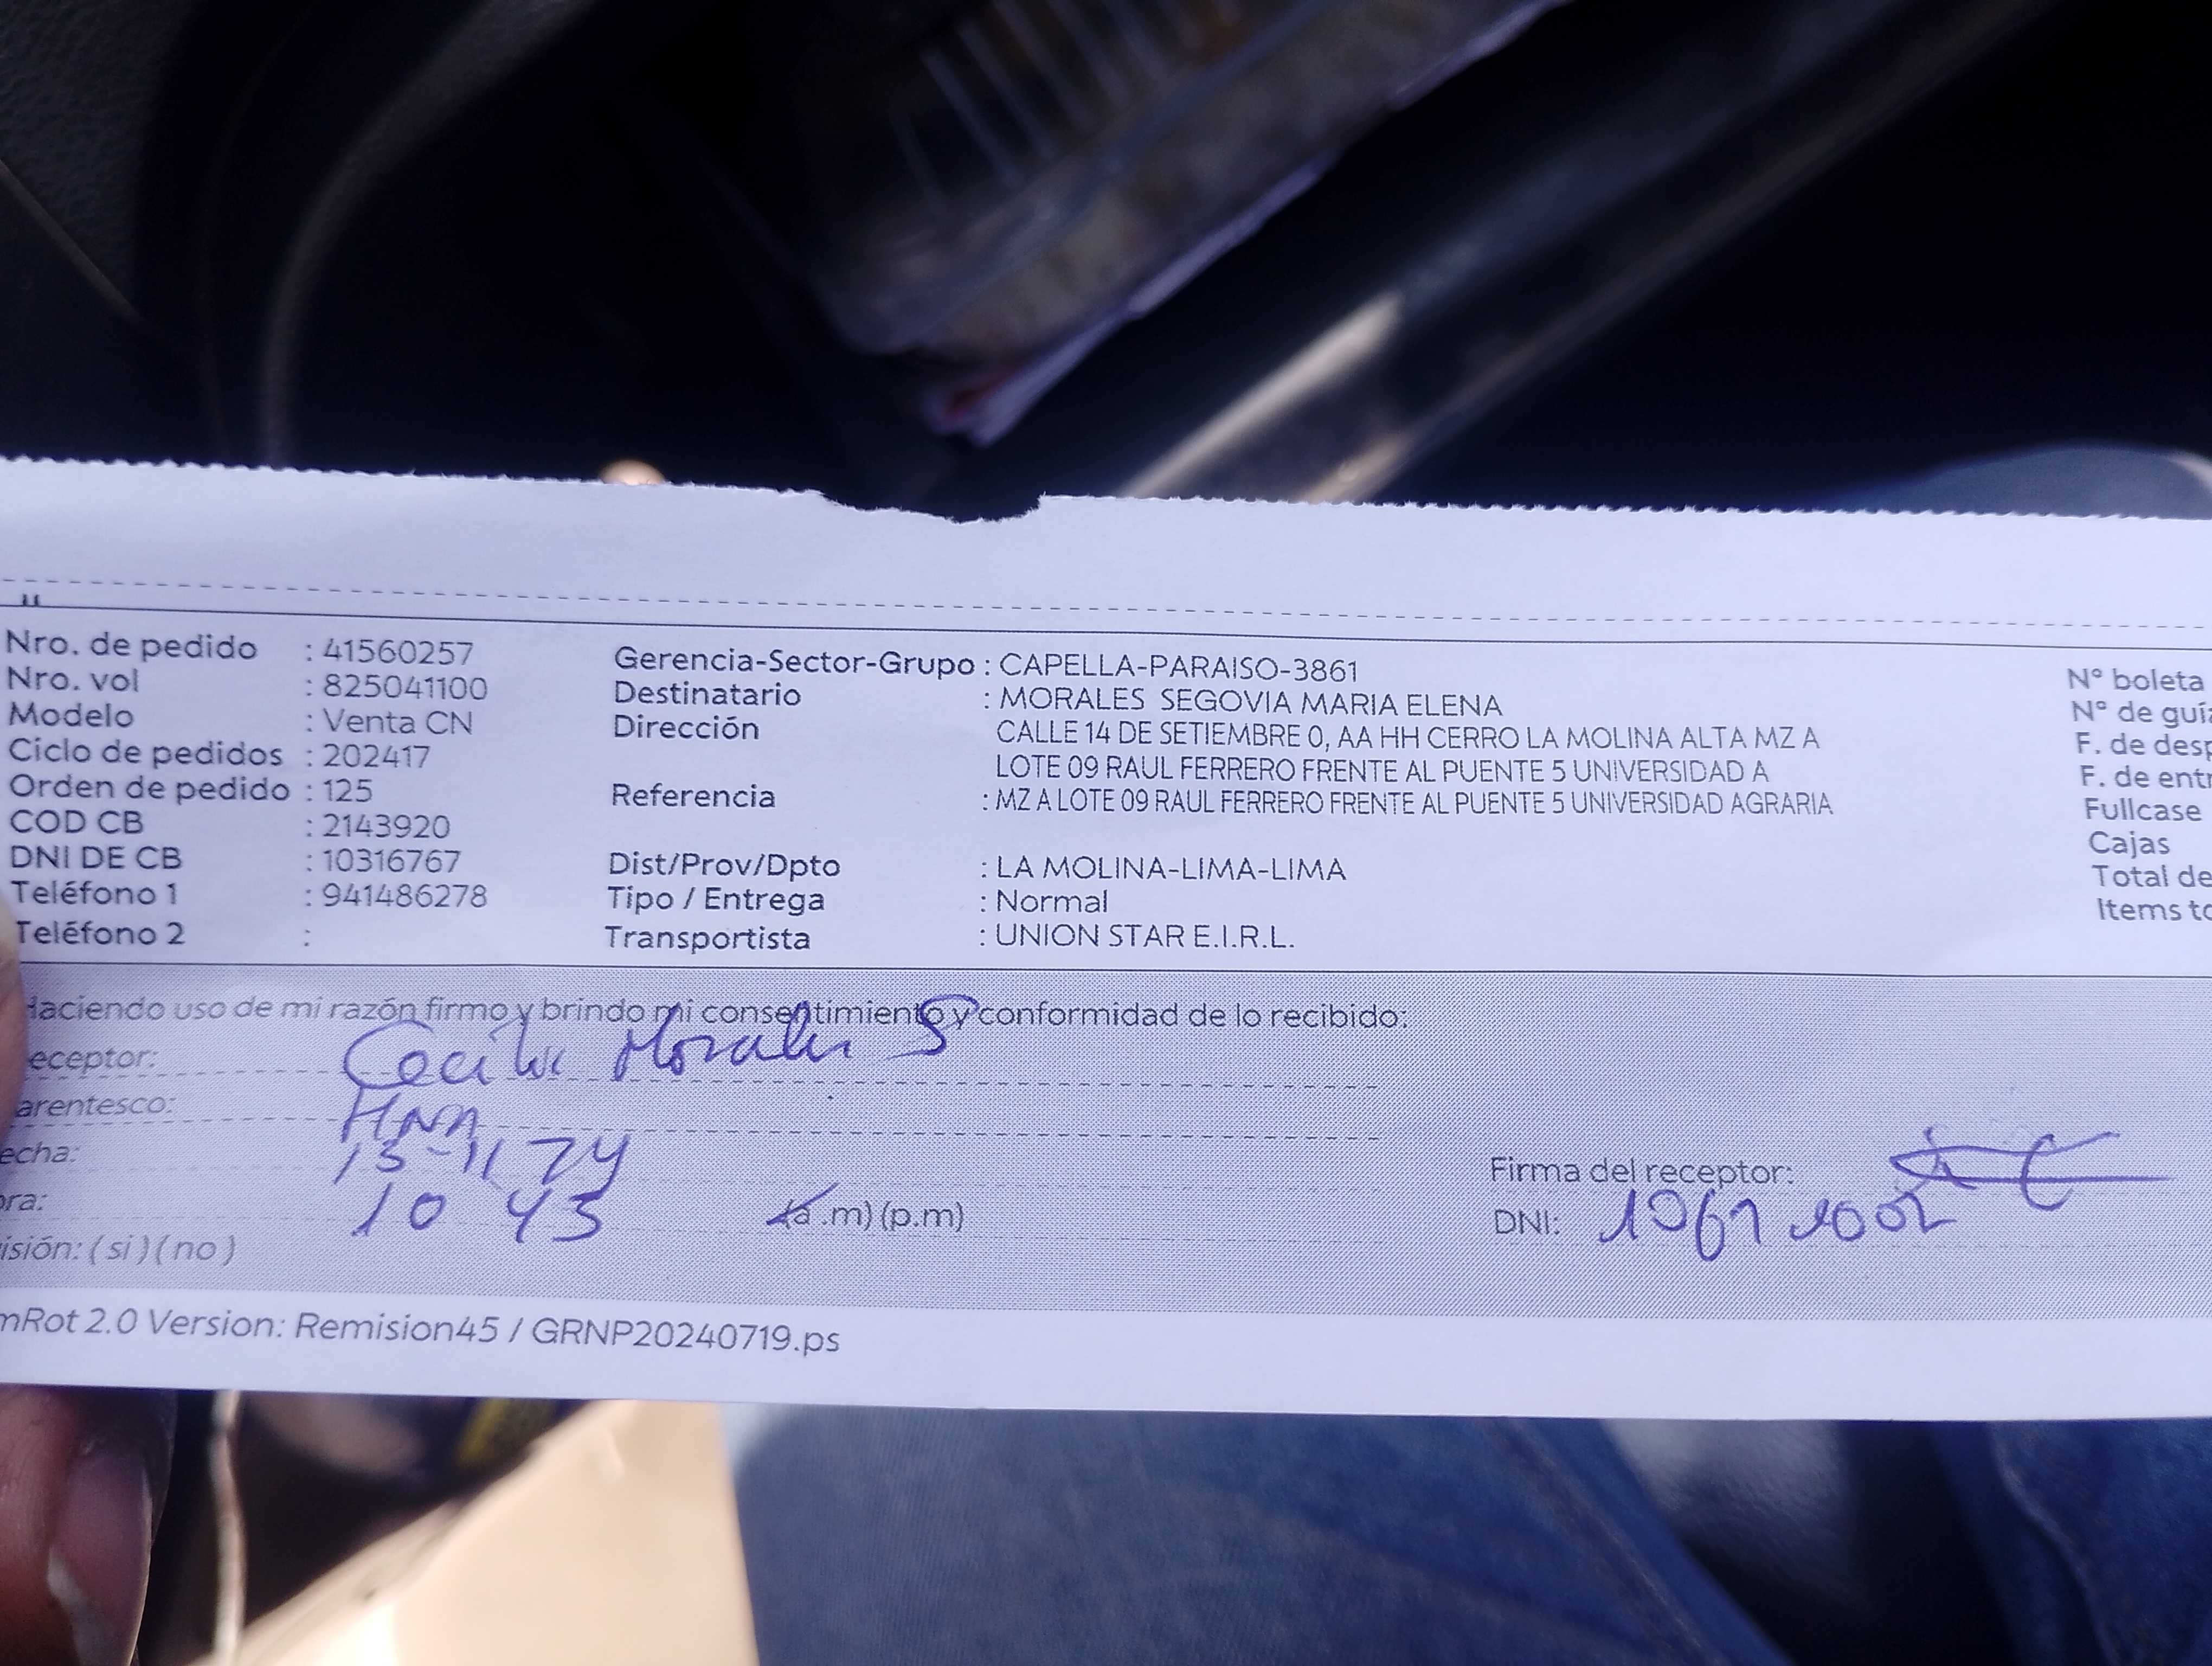 Nro. de pedido : 41560257
Nro. vol : 825041100
Modelo : Venta CN
Ciclo de pedidos : 202417
Orden de pedido : 125
COD CB : 2143920
DNI DE CB : 10316767
Teléfono 1 : 941486278
Teléfono 2 :
Gerencia-Sector-Grupo : CAPELLA-PARAISO-3861
Destinatario : MORALES SEGOVIA MARIA ELENA
Dirección CALLE 14 DE SETIEMBRE 0, AA HH CERRO LA MOLINA ALTA MZ A
LOTE 09 RAUL FERRERO FRENTE AL PUENTE 5 UNIVERSIDAD A
Referencia : MZ A LOTE 09 RAUL FERRERO FRENTE AL PUENTE 5 UNIVERSIDAD AGRARIA
Dist/Prov/Dpto : LA MOLINA-LIMA-LIMA
Tipo / Entrega : Normal
Transportista : UNION STAR E.I.R.L.
N° boleta
N° de guía
F. de desp
F. de entr
Fullcase
Cajas
Total de
Items to
Haciendo uso de mi razón firmo y brindo mi consentimiento y conformidad de lo recibido:
eceptor: Cecilia Morales S
arentesco: HNA
echa: 15-11 24
ora: 10 43 (a.m) (p.m)
isión: ( si ) ( no )
Firma del receptor:
DNI:
mRot 2.0 Version: Remision45 / GRNP20240719.ps